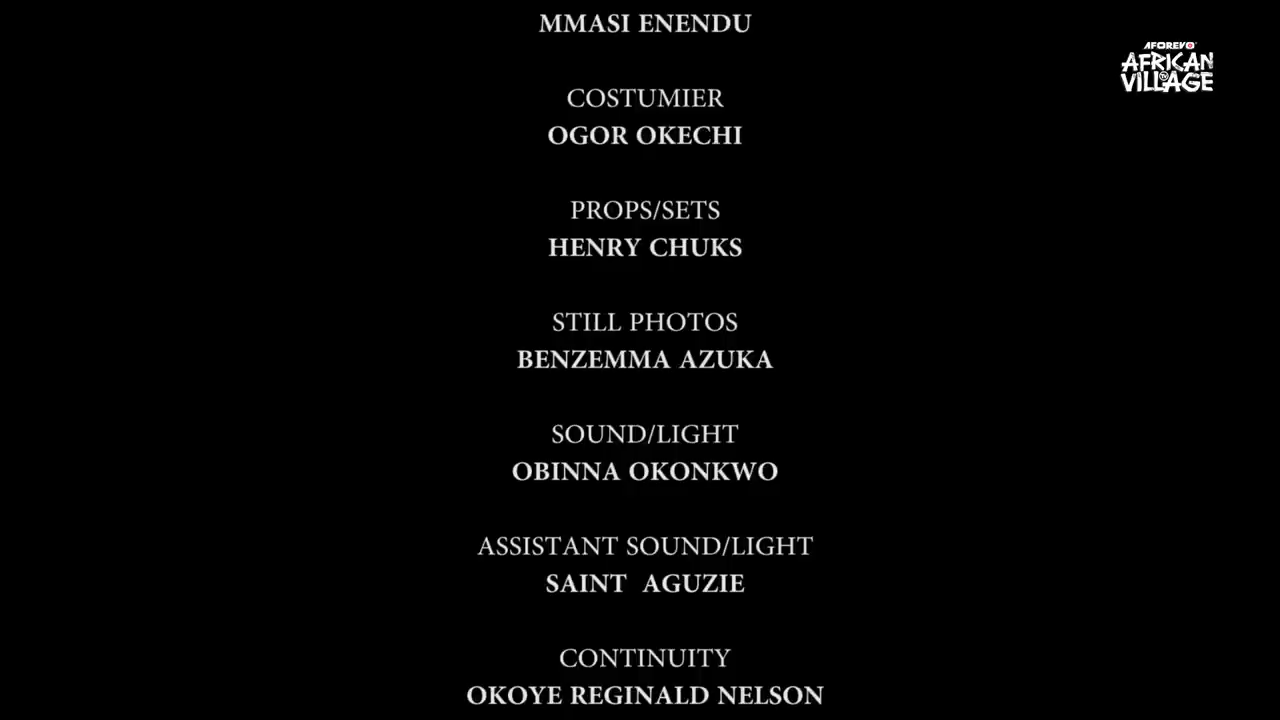 MMASI ENENDU
AFOREVO
AFRICAN
TV
VILLAGE
COSTUMIER
OGOR OKECHI
PROPS/SETS
HENRY CHUKS
STILL PHOTOS
BENZEMMA AZUKA
SOUND/LIGHT
OBINNA OKONKWO
ASSISTANT SOUND/LIGHT
SAINT AGUZIE
CONTINUITY
OKOYE REGINALD NELSON